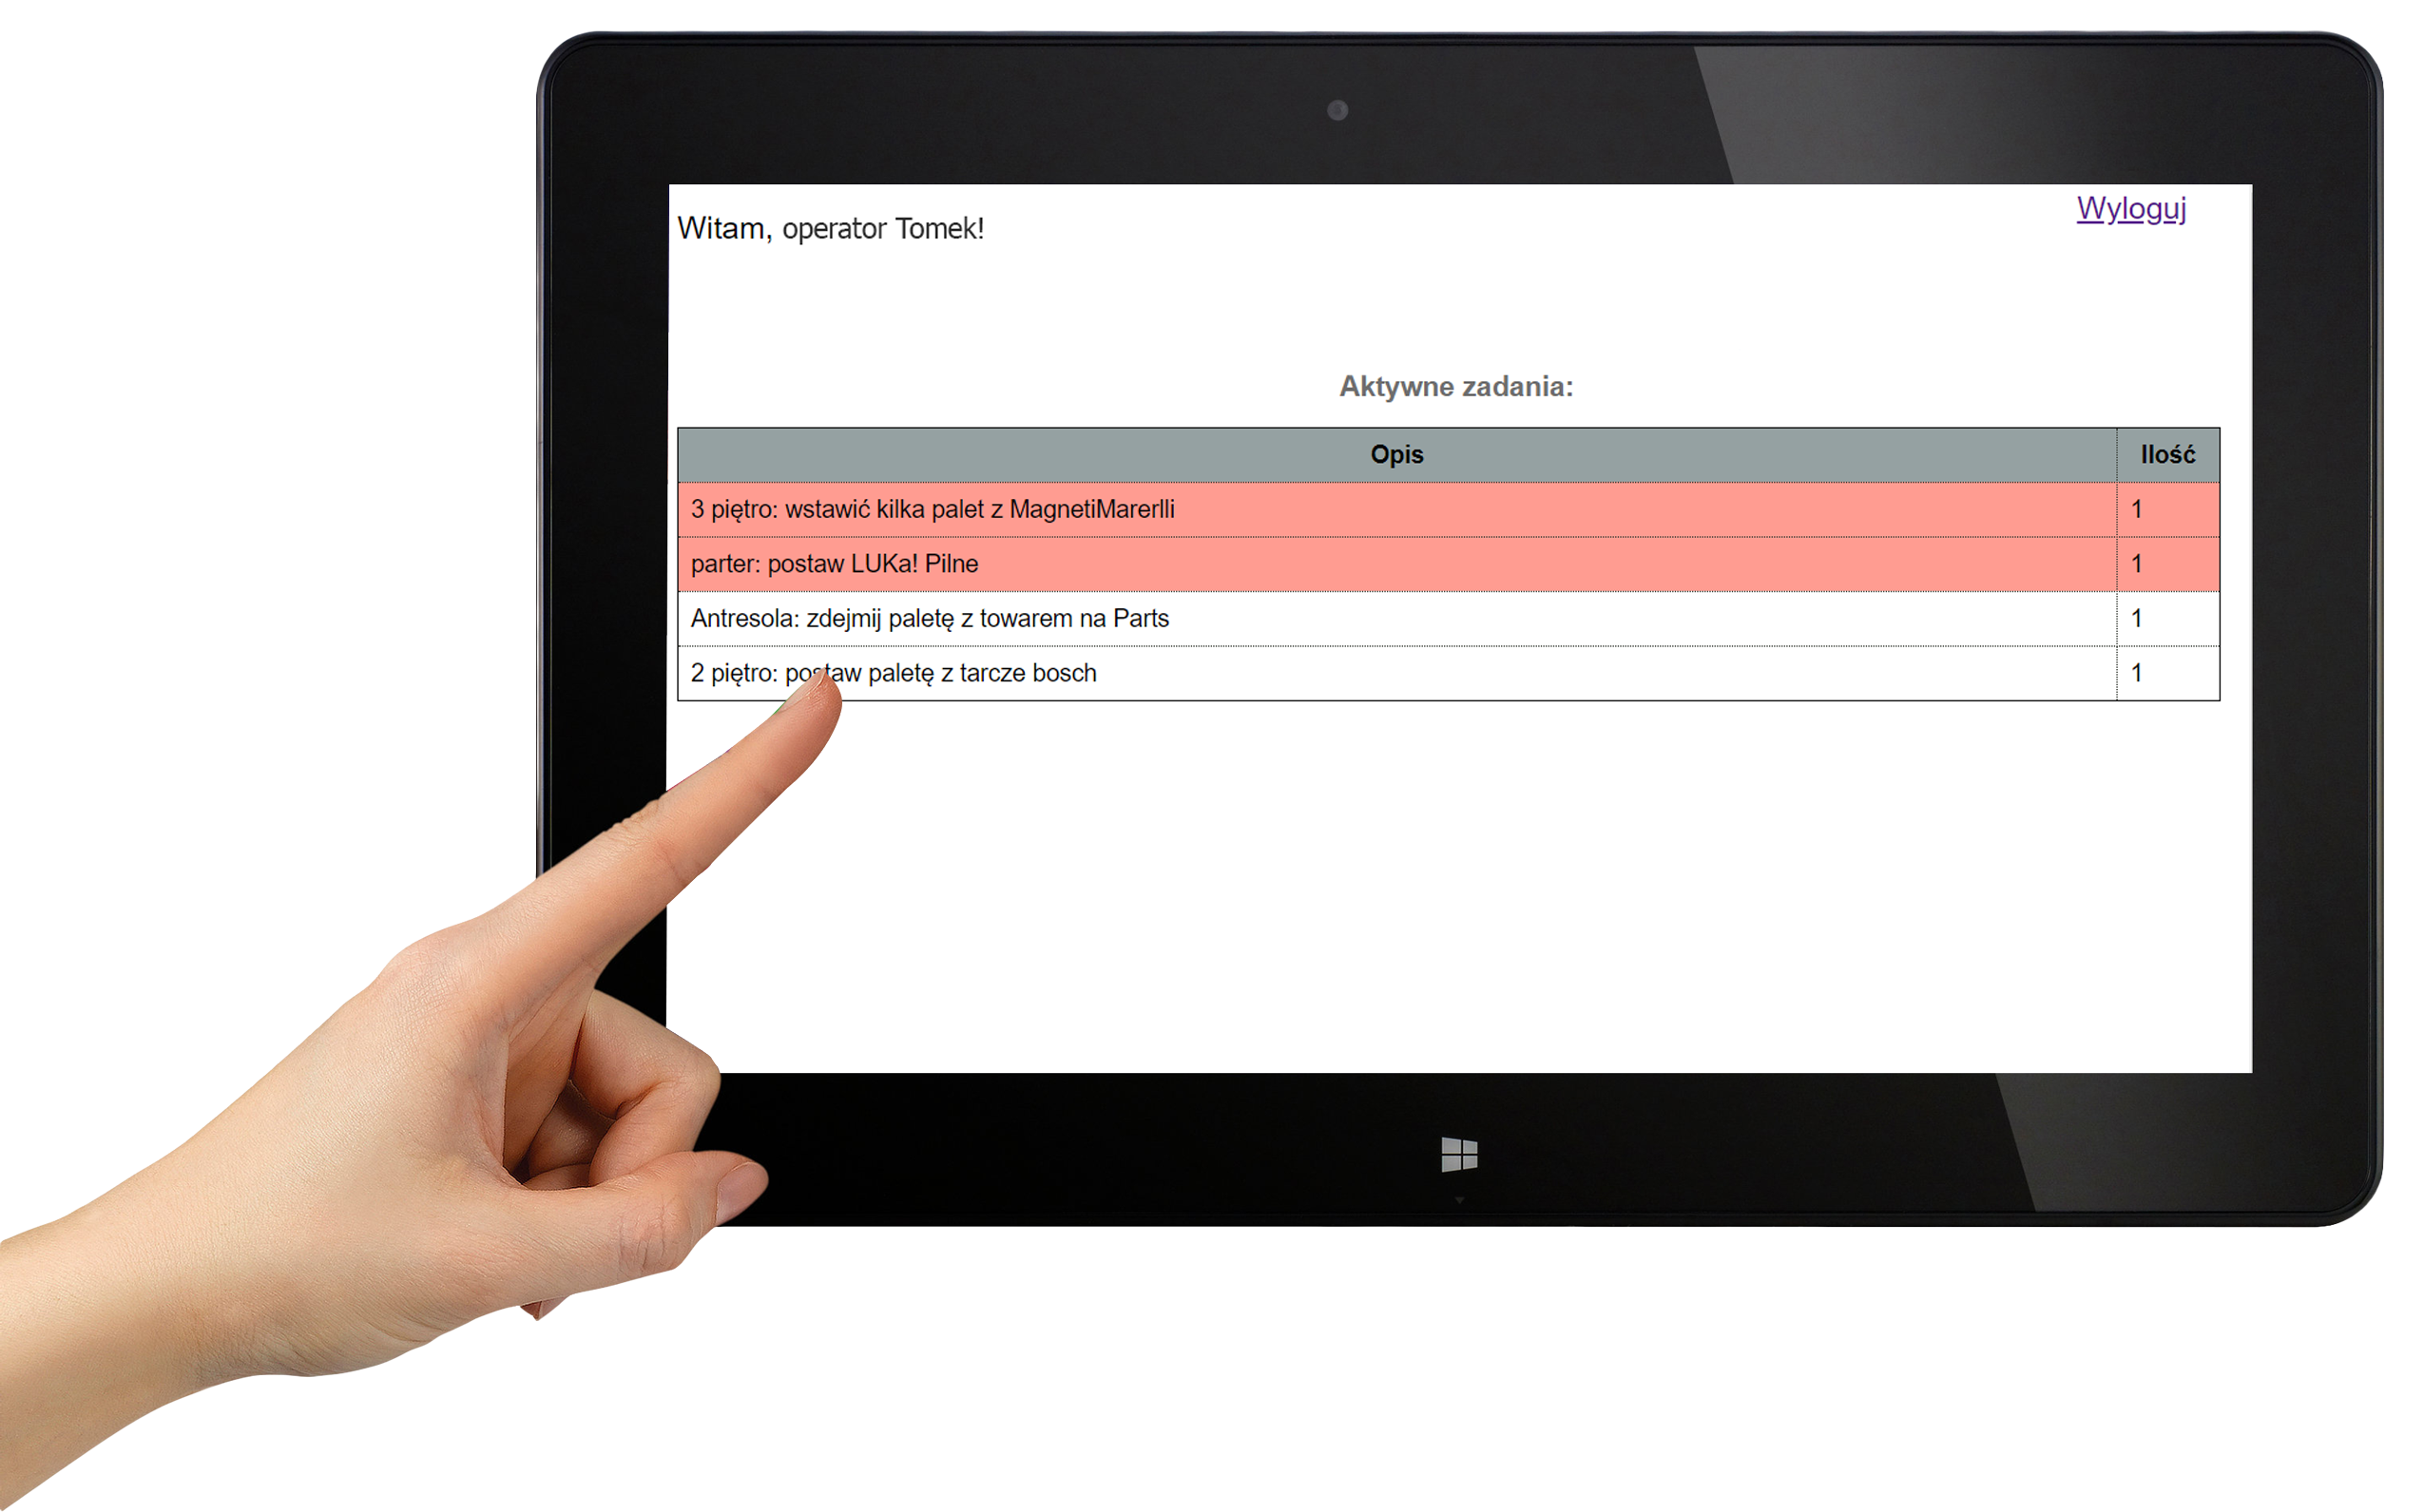 Wyloguj
Witam, operator Tomek!
Aktywne zadania:
Opis Ilość
3 piętro: wstawić kilka palet z MagnetiMarerlli 1
parter: postaw LUKa! Pilne 1
Antresola: zdejmij paletę z towarem na Parts 1
2 piętro: postaw paletę z tarcze bosch 1